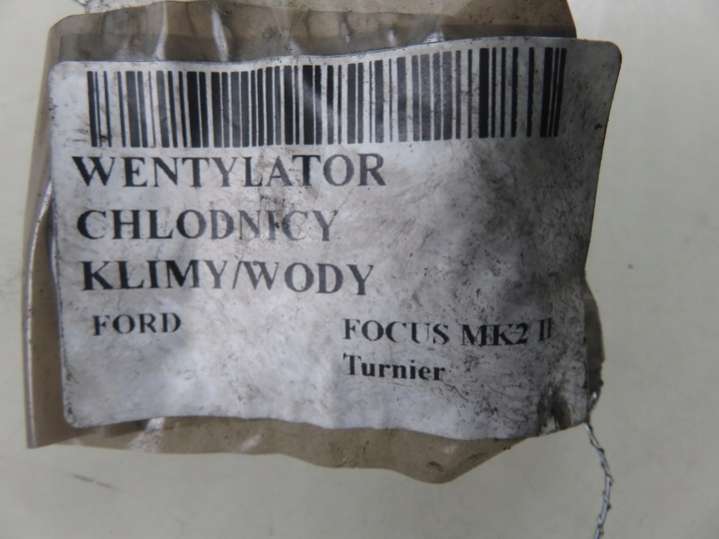 WENTYLATOR
CHLODNICY
KLIMY/WODY
FORD FOCUS MK2 II
Turnier